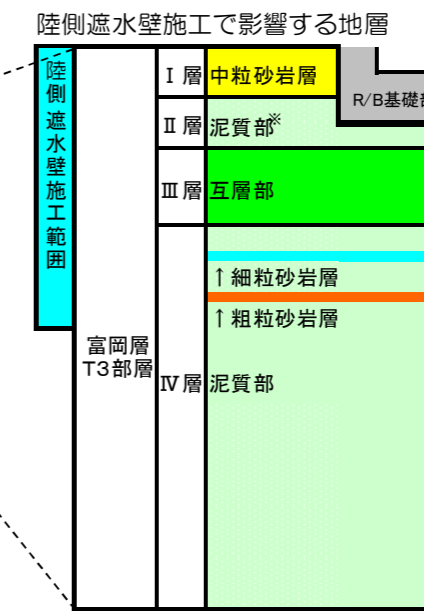 陸側遮水壁施工で影響する地層
陸側遮水壁施工範囲
富岡層
T3部層
Ⅰ層 中粒砂岩層
R/B基礎部
Ⅱ層 泥質部※
Ⅲ層 互層部
↑細粒砂岩層
↑粗粒砂岩層
Ⅳ層 泥質部